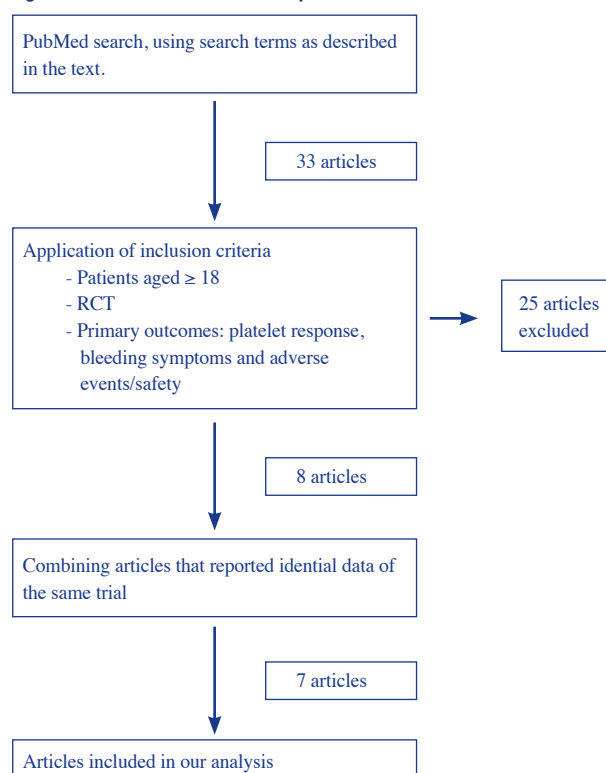 PubMed search, using search terms as described
in the text.
33 articles
Application of inclusion criteria
- Patients aged ≥ 18
- RCT
- Primary outcomes: platelet response,
bleeding symptoms and adverse
events/safety
25 articles
excluded
8 articles
Combining articles that reported idential data of
the same trial
7 articles
Articles included in our analysis